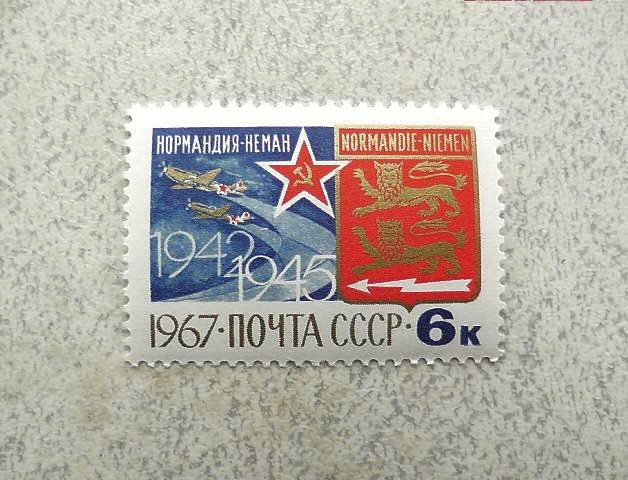 НОРМАНДИЯ-НЕМАН
NORMANDIE-NIEMEN
1942
1945
1967·ПОЧТА СССР·6к